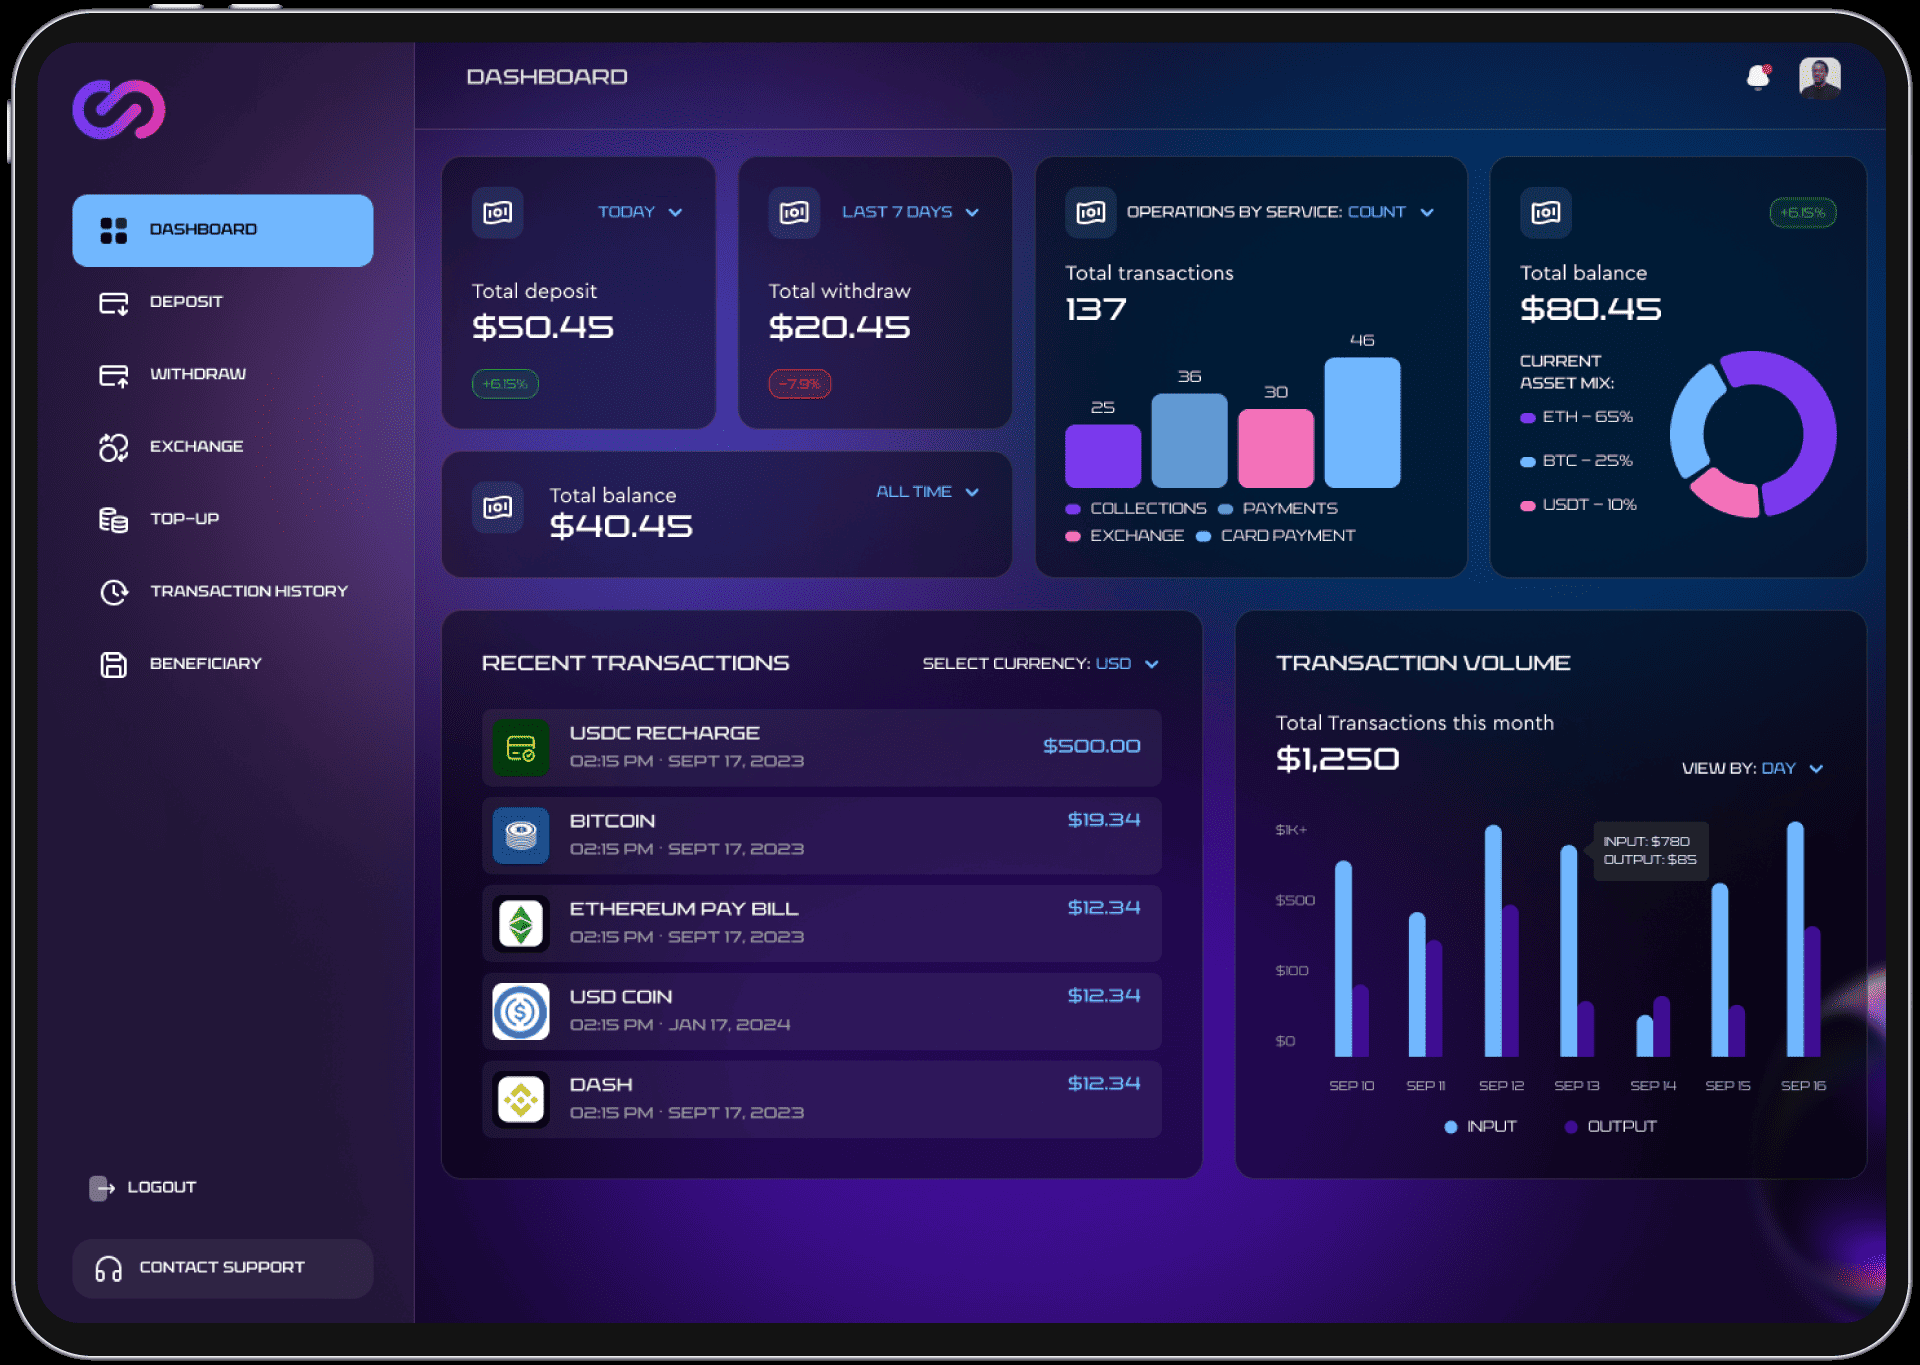 DASHBOARD
DASHBOARD
DEPOSIT
WITHDRAW
EXCHANGE
TOP-UP
TRANSACTION HISTORY
BENEFICIARY
LOGOUT
CONTACT SUPPORT
TODAY
Total deposit
$50.45
+6.15%
LAST 7 DAYS
Total withdraw
$20.45
-7.9%
Total balance
$40.45
ALL TIME
OPERATIONS BY SERVICE: COUNT
Total transactions
137
25
36
30
46
COLLECTIONS PAYMENTS
EXCHANGE CARD PAYMENT
+6.15%
Total balance
$80.45
CURRENT
ASSET MIX:
ETH - 65%
BTC - 25%
USDT - 10%
RECENT TRANSACTIONS
SELECT CURRENCY: USD
USDC RECHARGE
02:15 PM · SEPT 17, 2023
$500.00
BITCOIN
02:15 PM · SEPT 17, 2023
$19.34
ETHEREUM PAY BILL
02:15 PM · SEPT 17, 2023
$12.34
USD COIN
02:15 PM · JAN 17, 2024
$12.34
DASH
02:15 PM · SEPT 17, 2023
$12.34
TRANSACTION VOLUME
Total Transactions this month
$1,250
VIEW BY: DAY
INPUT: $780
OUTPUT: $85
$1K+
$500
$100
$0
SEP 10 SEP 11 SEP 12 SEP 13 SEP 14 SEP 15 SEP 16
INPUT OUTPUT